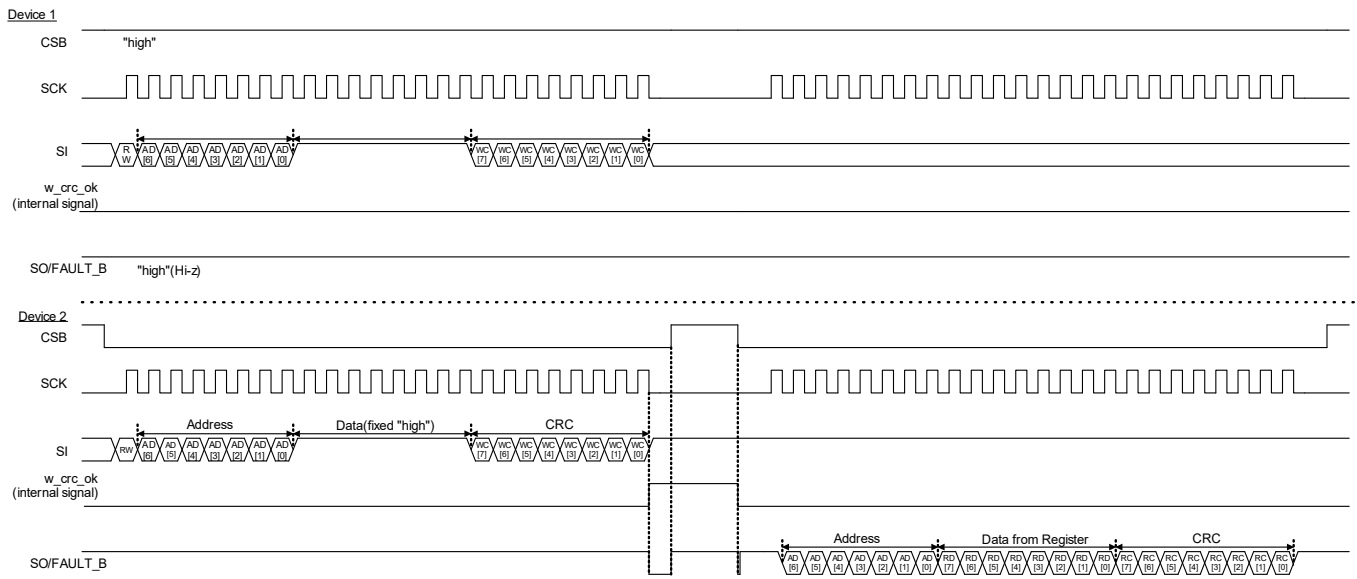 Device 1
CSB "high"
SCK
SI R W AD [6] AD [5] AD [4] AD [3] AD [2] AD [1] AD [0] WC [7] WC [6] WC [5] WC [4] WC [3] WC [2] WC [1] WC [0]
w_crc_ok
(internal signal)
SO/FAULT_B "high"(Hi-z)
Device 2
CSB
SCK
Address Data(fixed "high") CRC
SI RW AD [6] AD [5] AD [4] AD [3] AD [2] AD [1] AD [0] WC [7] WC [6] WC [5] WC [4] WC [3] WC [2] WC [1] WC [0]
w_crc_ok
(internal signal)
Address Data from Register CRC
SO/FAULT_B AD [6] AD [5] AD [4] AD [3] AD [2] AD [1] AD [0] RD [7] RD [6] RD [5] RD [4] RD [3] RD [2] RD [1] RD [0] RC [7] RC [6] RC [5] RC [4] RC [3] RC [2] RC [1] RC [0]